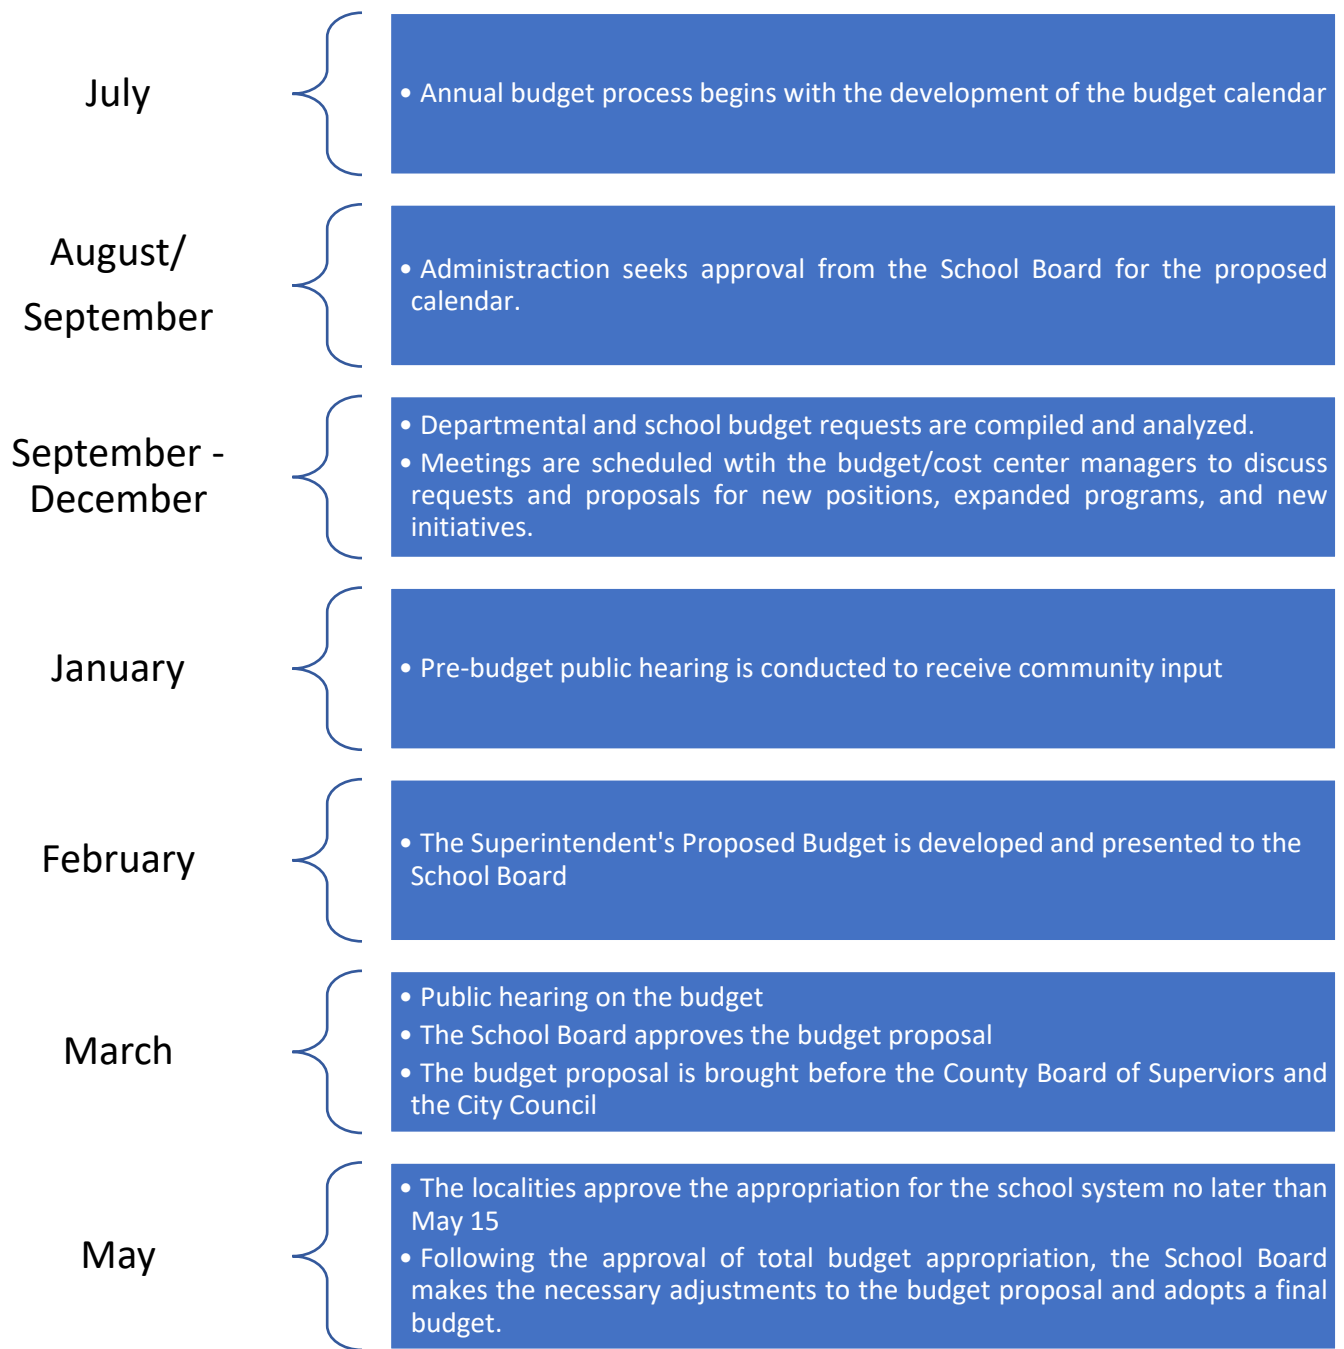 July
• Annual budget process begins with the development of the budget calendar
August/
September
• Administraction seeks approval from the School Board for the proposed
calendar.
September -
December
• Departmental and school budget requests are compiled and analyzed.
• Meetings are scheduled wtih the budget/cost center managers to discuss
requests and proposals for new positions, expanded programs, and new
initiatives.
January
• Pre-budget public hearing is conducted to receive community input
February
• The Superintendent's Proposed Budget is developed and presented to the
School Board
March
• Public hearing on the budget
• The School Board approves the budget proposal
• The budget proposal is brought before the County Board of Superviors and
the City Council
May
• The localities approve the appropriation for the school system no later than
May 15
• Following the approval of total budget appropriation, the School Board
makes the necessary adjustments to the budget proposal and adopts a final
budget.